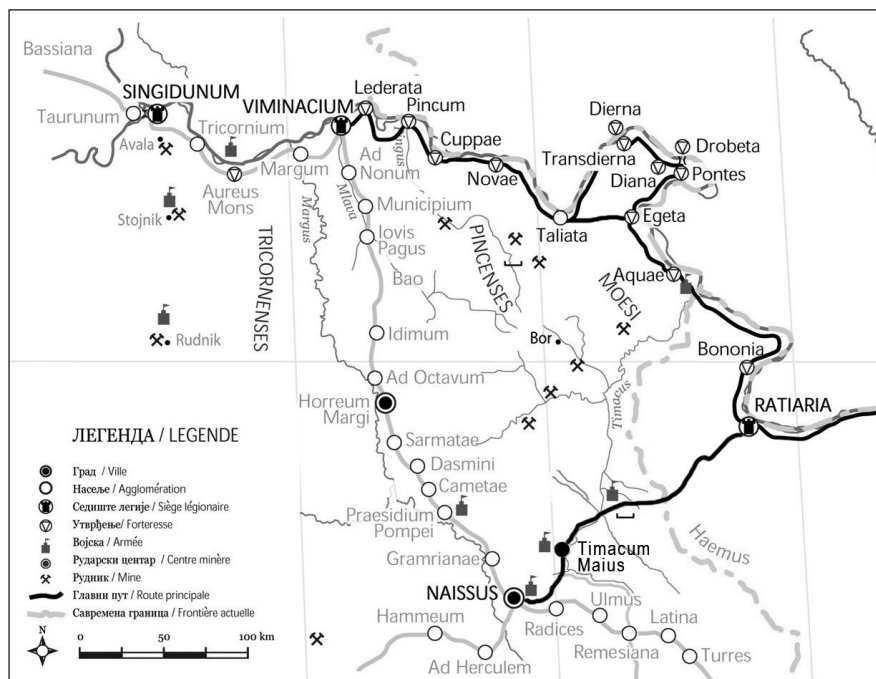 Bassiana
SINGIDUNUM
Taurunum
Avala
Tricornium
Stojnik
Aureus
Mons
Rudnik
TRICORNENSES
VIMINACIUM
Margum
Margus
Mlava
Lederata
Pincum
Pingus
Cuppae
Novae
Ad
Nonum
Municipium
Iovis
Pagus
Bao
PINCENSES
Idimum
Ad Octavum
Horreum
Margi
Sarmatae
Dasmini
Cametae
Praesidium
Pompei
Gramrianae
NAISSUS
Hammeum
Ad Herculem
Dierna
Transdierna
Drobeta
Diana
Pontes
Taliata
Egeta
Aquae
MOESI
Bor
Timacus
Bononia
RATIARIA
Haemus
Timacum
Maius
Radices
Ulmus
Remesiana
Latina
Turres
ЛЕГЕНДА / LEGENDE
Град / Ville
Насеље / Agglomération
Седиште легије / Siège légionaire
Утврђење/ Forteresse
Војска / Armée
Рударски центар / Centre minère
Рудник / Mine
Главни пут / Route principale
Савремена граница / Frontière actuelle
N
0 50 100 km